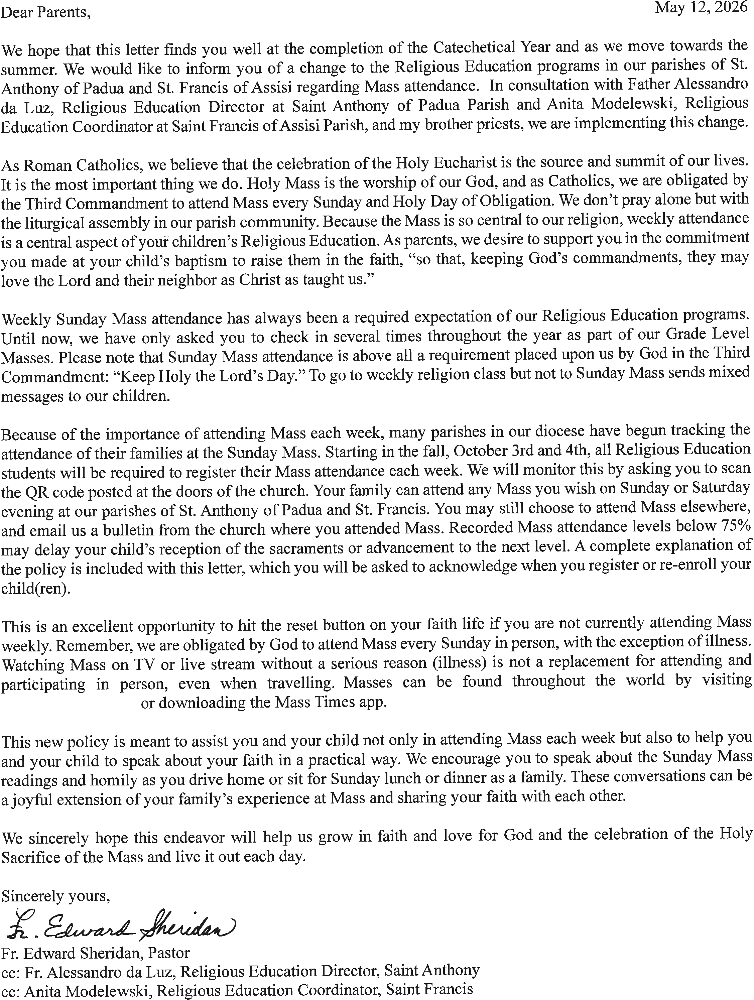 Dear Parents, May 12, 2026
We hope that this letter finds you well at the completion of the Catechetical Year and as we move towards the
summer. We would like to inform you of a change to the Religious Education programs in our parishes of St.
Anthony of Padua and St. Francis of Assisi regarding Mass attendance. In consultation with Father Alessandro
da Luz, Religious Education Director at Saint Anthony of Padua Parish and Anita Modelewski, Religious
Education Coordinator at Saint Francis of Assisi Parish, and my brother priests, we are implementing this change.
As Roman Catholics, we believe that the celebration of the Holy Eucharist is the source and summit of our lives.
It is the most important thing we do. Holy Mass is the worship of our God, and as Catholics, we are obligated by
the Third Commandment to attend Mass every Sunday and Holy Day of Obligation. We don’t pray alone but with
the liturgical assembly in our parish community. Because the Mass is so central to our religion, weekly attendance
is a central aspect of your children’s Religious Education. As parents, we desire to support you in the commitment
you made at your child’s baptism to raise them in the faith, “so that, keeping God’s commandments, they may
love the Lord and their neighbor as Christ as taught us.”
Weekly Sunday Mass attendance has always been a required expectation of our Religious Education programs.
Until now, we have only asked you to check in several times throughout the year as part of our Grade Level
Masses. Please note that Sunday Mass attendance is above all a requirement placed upon us by God in the Third
Commandment: “Keep Holy the Lord’s Day.” To go to weekly religion class but not to Sunday Mass sends mixed
messages to our children.
Because of the importance of attending Mass each week, many parishes in our diocese have begun tracking the
attendance of their families at the Sunday Mass. Starting in the fall, October 3rd and 4th, all Religious Education
students will be required to register their Mass attendance each week. We will monitor this by asking you to scan
the QR code posted at the doors of the church. Your family can attend any Mass you wish on Sunday or Saturday
evening at our parishes of St. Anthony of Padua and St. Francis. You may still choose to attend Mass elsewhere,
and email us a bulletin from the church where you attended Mass. Recorded Mass attendance levels below 75%
may delay your child’s reception of the sacraments or advancement to the next level. A complete explanation of
the policy is included with this letter, which you will be asked to acknowledge when you register or re-enroll your
child(ren).
This is an excellent opportunity to hit the reset button on your faith life if you are not currently attending Mass
weekly. Remember, we are obligated by God to attend Mass every Sunday in person, with the exception of illness.
Watching Mass on TV or live stream without a serious reason (illness) is not a replacement for attending and
participating in person, even when travelling. Masses can be found throughout the world by visiting
or downloading the Mass Times app.
This new policy is meant to assist you and your child not only in attending Mass each week but also to help you
and your child to speak about your faith in a practical way. We encourage you to speak about the Sunday Mass
readings and homily as you drive home or sit for Sunday lunch or dinner as a family. These conversations can be
a joyful extension of your family’s experience at Mass and sharing your faith with each other.
We sincerely hope this endeavor will help us grow in faith and love for God and the celebration of the Holy
Sacrifice of the Mass and live it out each day.
Sincerely yours,
Fr. Edward Sheridan
Fr. Edward Sheridan, Pastor
cc: Fr. Alessandro da Luz, Religious Education Director, Saint Anthony
cc: Anita Modelewski, Religious Education Coordinator, Saint Francis